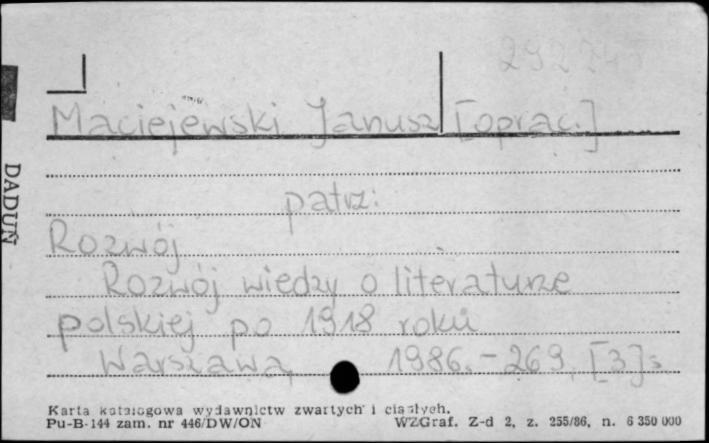 Maciejewski Janusz [oprac.]
DADUŃ
patrz:
Rozwój
Rozwój wiedzy o literaturze
polskiej po 1918 roku
Warszawa, 1986. - 269, [3] s.
Karta katalogowa wydawnictw zwartych i ciągłych.
Pu-B-144 zam. nr 446/DW/ON WZGraf. Z-d 2, z. 255/86, n. 6 350 000